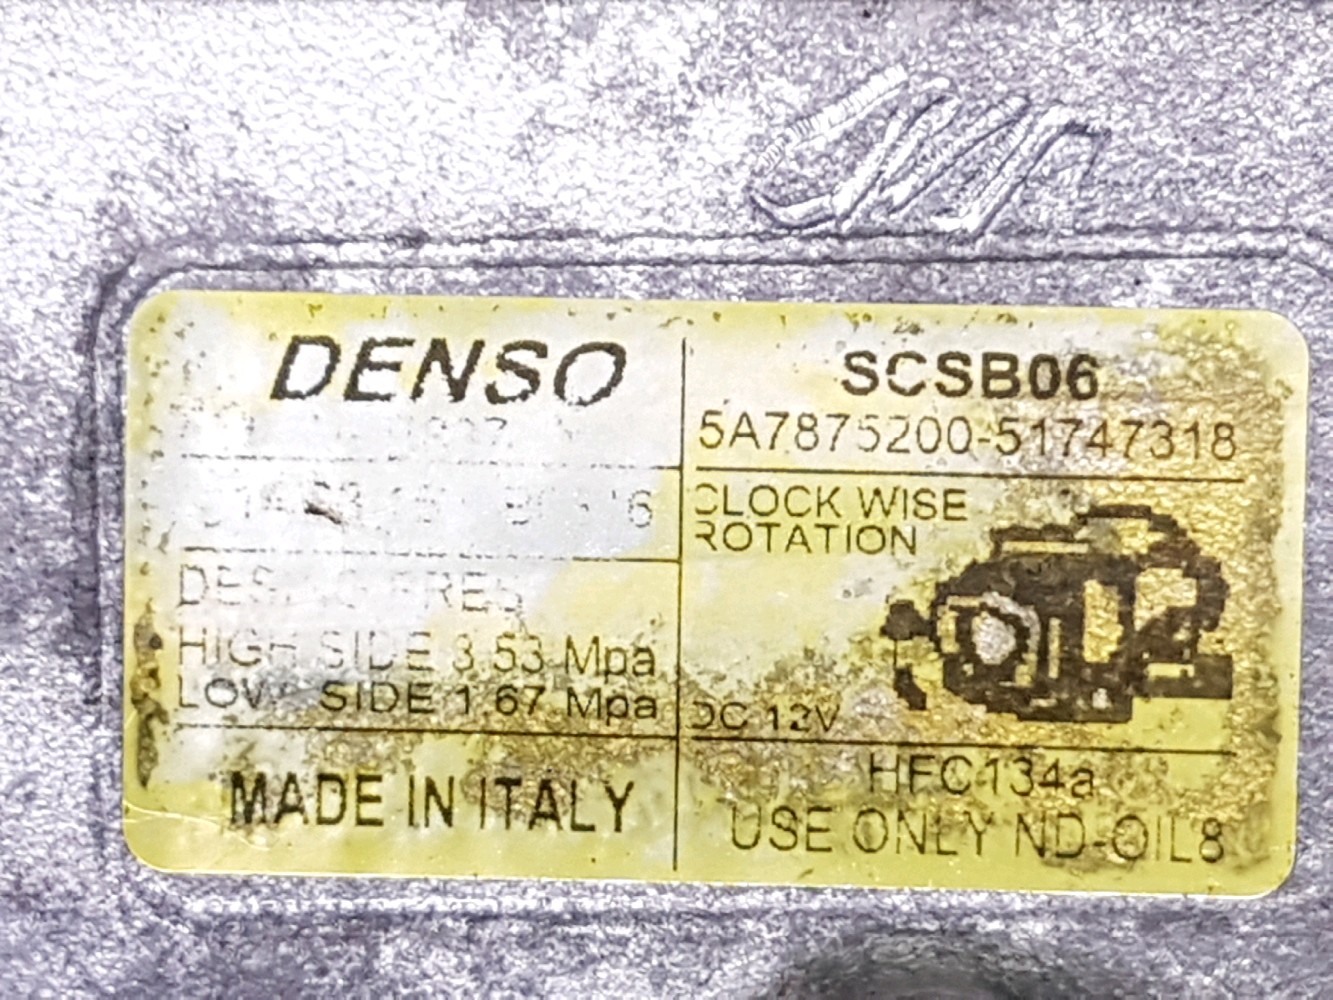 DENSO
SCSB06
5A7875200-51747318
CLOCK WISE
ROTATION
HIGH SIDE 3.53 Mpa
LOW SIDE 1.67 Mpa
DC 12V
MADE IN ITALY
HFC134a
USE ONLY ND-OIL8